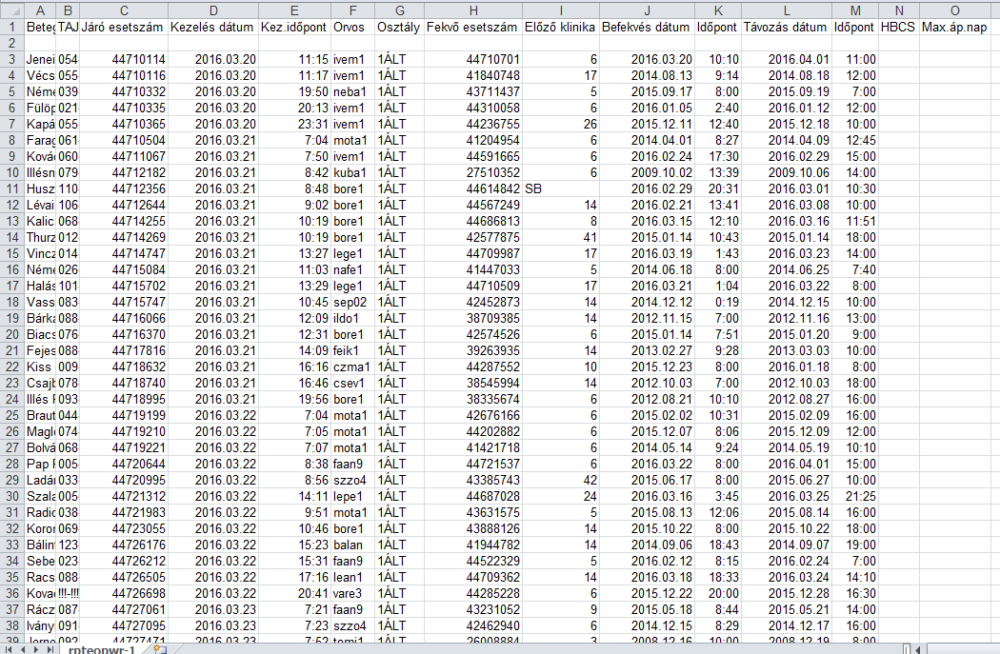 A B C D E F G H I J K L M N O
1 Beteg TAJ Járó esetszám Kezelés dátum Kez.időpont Orvos Osztály Fekvő esetszám Előző klinika Befekvés dátum Időpont Távozás dátum Időpont HBCS Max.áp.nap
2
3 Jenei 054 44710114 2016.03.20 11:15 ivem1 1ÁLT 44710701 6 2016.03.20 10:10 2016.04.01 11:00
4 Vécs 055 44710116 2016.03.20 11:17 ivem1 1ÁLT 41840748 17 2014.08.13 9:14 2014.08.18 12:00
5 Néme 039 44710332 2016.03.20 19:50 neba1 1ÁLT 43711437 5 2015.09.17 8:00 2015.09.19 7:00
6 Fülöp 021 44710335 2016.03.20 20:13 ivem1 1ÁLT 44310058 6 2016.01.05 2:40 2016.01.12 12:00
7 Kapá 055 44710365 2016.03.20 23:31 ivem1 1ÁLT 44236755 26 2015.12.11 12:40 2015.12.18 10:00
8 Farag 061 44710504 2016.03.21 7:04 mota1 1ÁLT 41204954 6 2014.04.01 8:27 2014.04.09 12:45
9 Ková 060 44711067 2016.03.21 7:50 ivem1 1ÁLT 44591665 6 2016.02.24 17:30 2016.02.29 15:00
10 Illésn 079 44712182 2016.03.21 8:42 kuba1 1ÁLT 27510352 6 2009.10.02 13:39 2009.10.06 14:00
11 Husz 110 44712356 2016.03.21 8:48 bore1 1ÁLT 44614842 SB 2016.02.29 20:31 2016.03.01 10:30
12 Lévai 106 44712644 2016.03.21 9:02 bore1 1ÁLT 44567249 14 2016.02.21 13:41 2016.03.08 10:00
13 Kalic 068 44714255 2016.03.21 10:19 bore1 1ÁLT 44686813 8 2016.03.15 12:10 2016.03.16 11:51
14 Thurz 012 44714269 2016.03.21 10:19 bore1 1ÁLT 42577875 41 2015.01.14 10:43 2015.01.14 18:00
15 Vincz 014 44714747 2016.03.21 13:27 lege1 1ÁLT 44709987 17 2016.03.19 1:43 2016.03.23 14:00
16 Néme 026 44715084 2016.03.21 11:03 nafe1 1ÁLT 41447033 5 2014.06.18 8:00 2014.06.25 7:40
17 Halás 101 44715702 2016.03.21 13:29 lege1 1ÁLT 44710509 17 2016.03.21 1:04 2016.03.22 8:00
18 Vass 083 44715747 2016.03.21 10:45 sep02 1ÁLT 42452873 14 2014.12.12 0:19 2014.12.15 10:00
19 Bárka 088 44716066 2016.03.21 12:09 ildo1 1ÁLT 38709385 14 2012.11.15 7:00 2012.11.16 13:00
20 Biacs 076 44716370 2016.03.21 12:31 bore1 1ÁLT 42574526 6 2015.01.14 7:51 2015.01.20 9:00
21 Fejes 088 44717816 2016.03.21 14:09 feik1 1ÁLT 39263935 14 2013.02.27 9:28 2013.03.03 10:00
22 Kiss 009 44718632 2016.03.21 16:16 czma1 1ÁLT 44287552 10 2015.12.23 8:00 2016.01.18 8:00
23 Csajb 078 44718740 2016.03.21 16:46 csev1 1ÁLT 38545994 14 2012.10.03 7:00 2012.10.03 18:00
24 Illés 093 44718995 2016.03.21 19:56 bore1 1ÁLT 38335674 6 2012.08.21 10:10 2012.08.27 16:00
25 Braut 044 44719199 2016.03.22 7:04 mota1 1ÁLT 42676166 6 2015.02.02 10:31 2015.02.09 16:00
26 Magl 074 44719210 2016.03.22 7:05 mota1 1ÁLT 44202882 6 2015.12.07 8:06 2015.12.09 12:00
27 Bolvá 068 44719221 2016.03.22 7:07 mota1 1ÁLT 41421718 6 2014.05.14 9:24 2014.05.19 10:10
28 Pap 005 44720644 2016.03.22 8:38 faan9 1ÁLT 44721537 6 2016.03.22 8:00 2016.04.01 15:00
29 Ladár 033 44720995 2016.03.22 8:56 szzo4 1ÁLT 43385743 42 2015.06.17 8:00 2015.06.27 10:00
30 Szala 005 44721312 2016.03.22 14:11 lepe1 1ÁLT 44687028 24 2016.03.16 3:45 2016.03.25 21:25
31 Radic 038 44721983 2016.03.22 9:51 mota1 1ÁLT 43631575 5 2015.08.13 12:06 2015.08.14 16:00
32 Koror 069 44723055 2016.03.22 10:46 bore1 1ÁLT 43888126 14 2015.10.22 8:00 2015.10.22 18:00
33 Bálin 123 44726176 2016.03.22 15:23 balan 1ÁLT 41944782 14 2014.09.06 18:43 2014.09.07 19:00
34 Sebe 023 44726212 2016.03.22 15:31 faan9 1ÁLT 44522329 5 2016.02.12 8:15 2016.02.24 7:00
35 Racs 088 44726505 2016.03.22 17:16 lean1 1ÁLT 44709362 14 2016.03.18 18:33 2016.03.24 14:10
36 Kova !!!-!!! 44726698 2016.03.22 20:41 vare3 1ÁLT 44285228 6 2015.12.22 20:00 2015.12.28 16:30
37 Rácz 087 44727061 2016.03.23 7:21 faan9 1ÁLT 43231052 9 2015.05.18 8:44 2015.05.21 14:00
38 Ivány 091 44727095 2016.03.23 7:23 szzo4 1ÁLT 42462940 6 2014.12.15 8:29 2014.12.17 16:00
39 092 44727471 2016.03.23 7:52 1ÁLT 26008884 3 2008.12.16 10:00 2008.12.19 8:00
rpteopwr-1